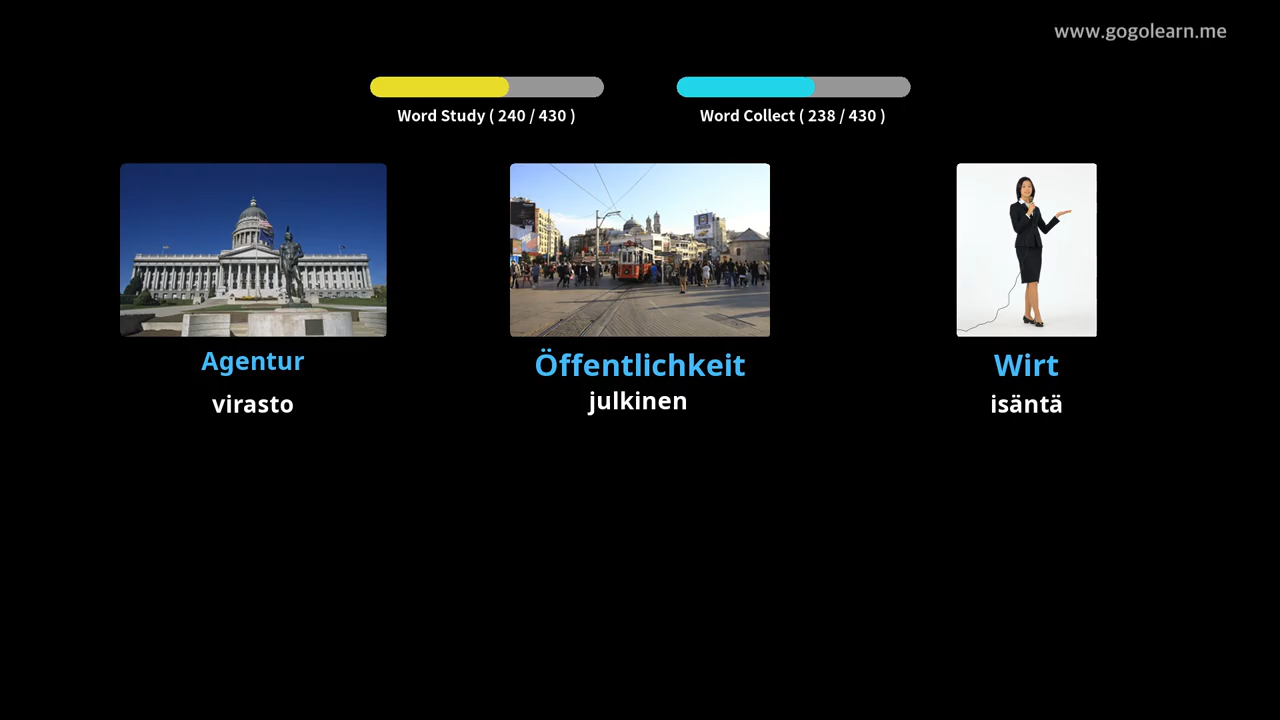 www.gogolearn.me
Word Study ( 240 / 430 )
Word Collect ( 238 / 430 )
Agentur
Öffentlichkeit
Wirt
virasto
julkinen
isäntä